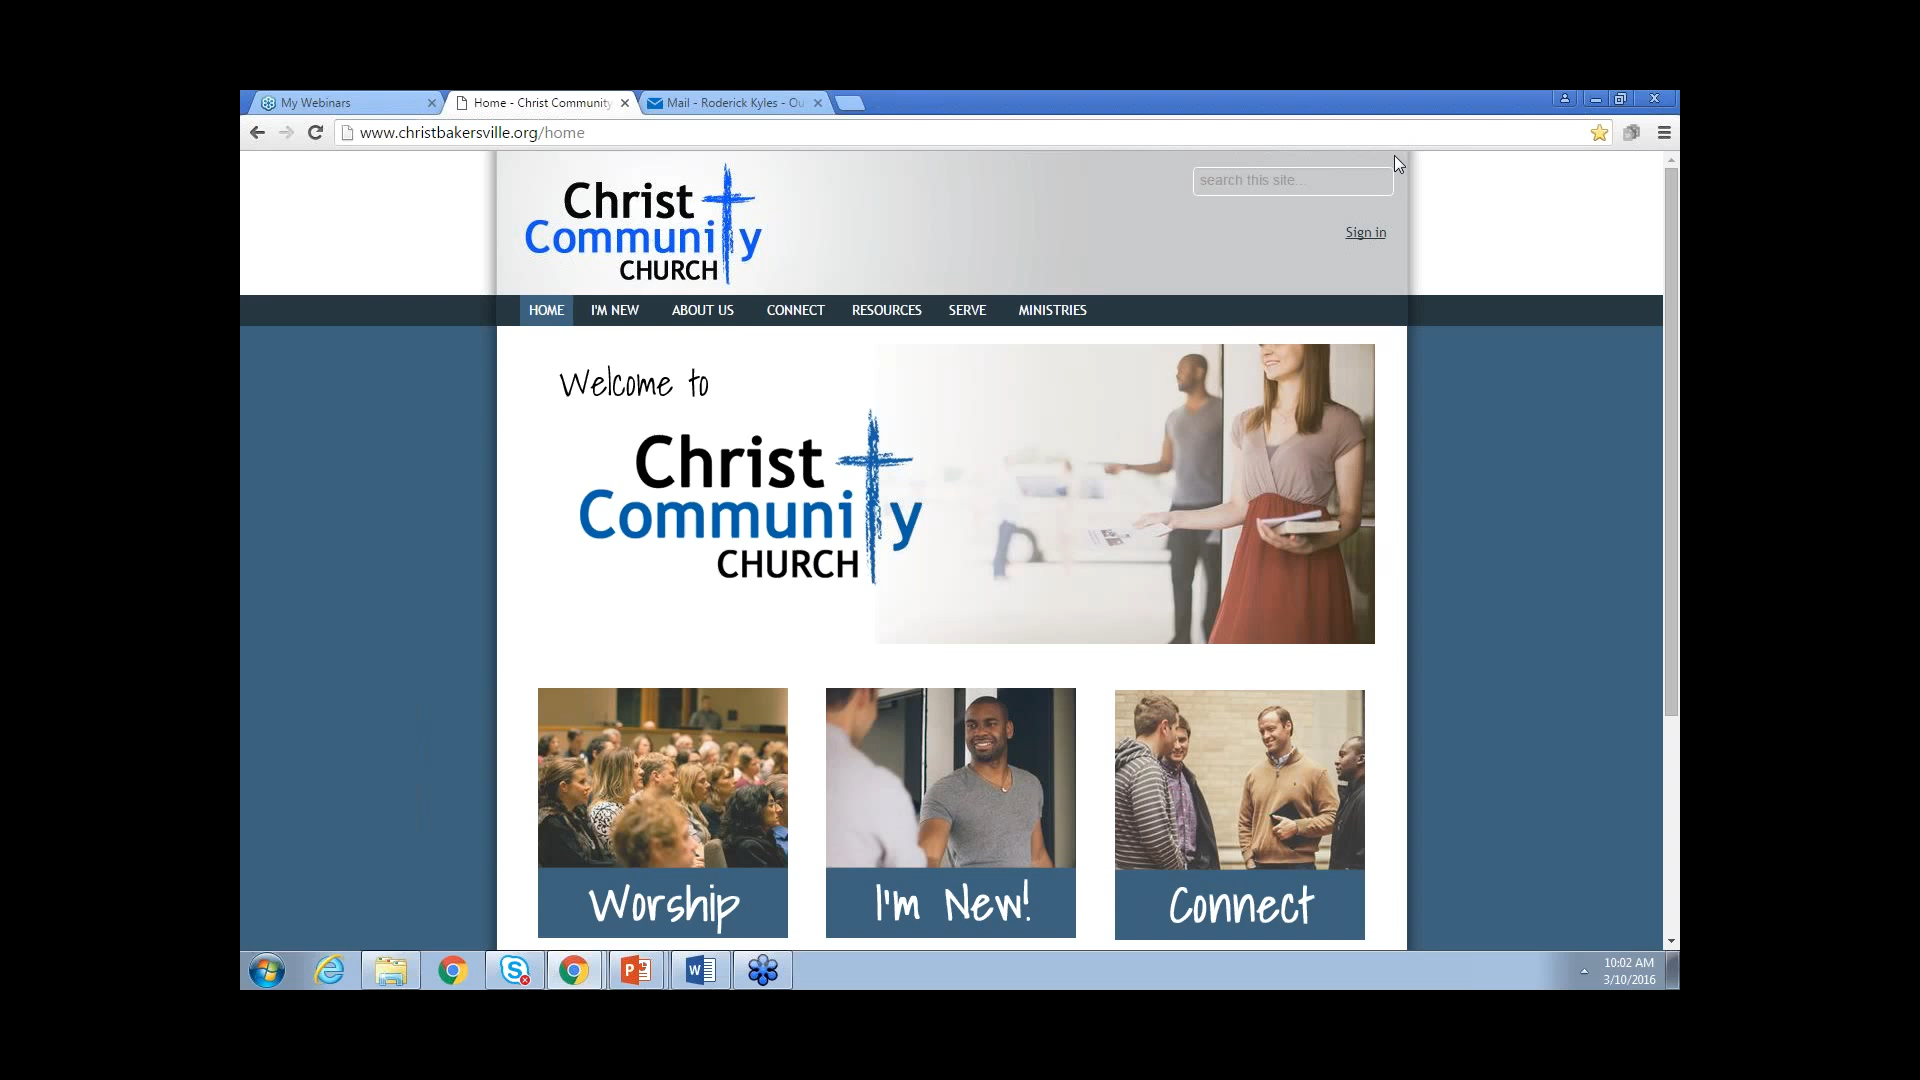 My Webinars
Home - Christ Community
Mail - Roderick Kyles - Ou
www.christbakersville.org/home
Christ
Community
CHURCH
search this site...
Sign in
HOME I'M NEW ABOUT US CONNECT RESOURCES SERVE MINISTRIES
Welcome to
Christ
Community
CHURCH
Worship
I'm New!
Connect
10:02 AM
3/10/2016